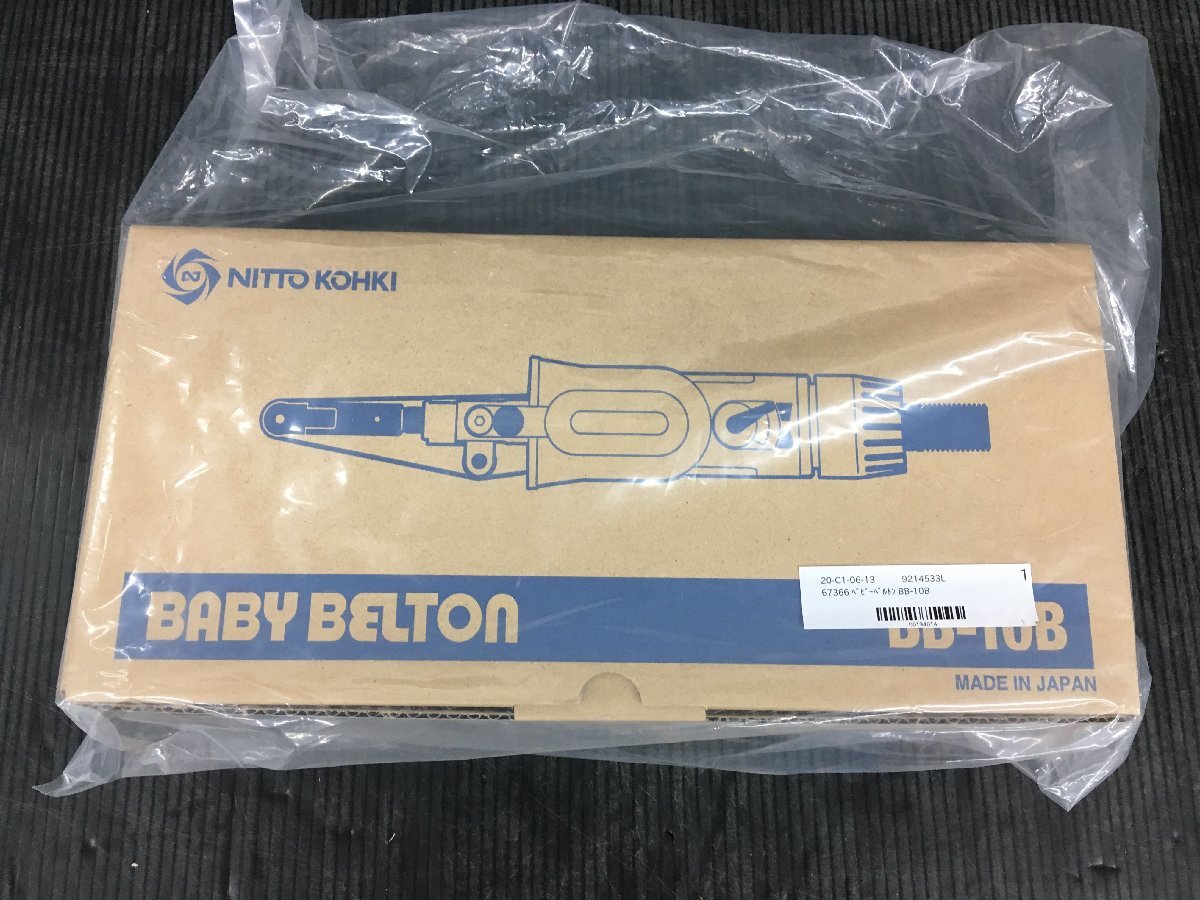 NITTO KOHKI
20-C1-06-13 9214533L 1
67366 ﾍﾞﾋﾞｰﾍﾞﾙﾄﾝ BB-10B
BABY BELTON
BB-10B
MADE IN JAPAN